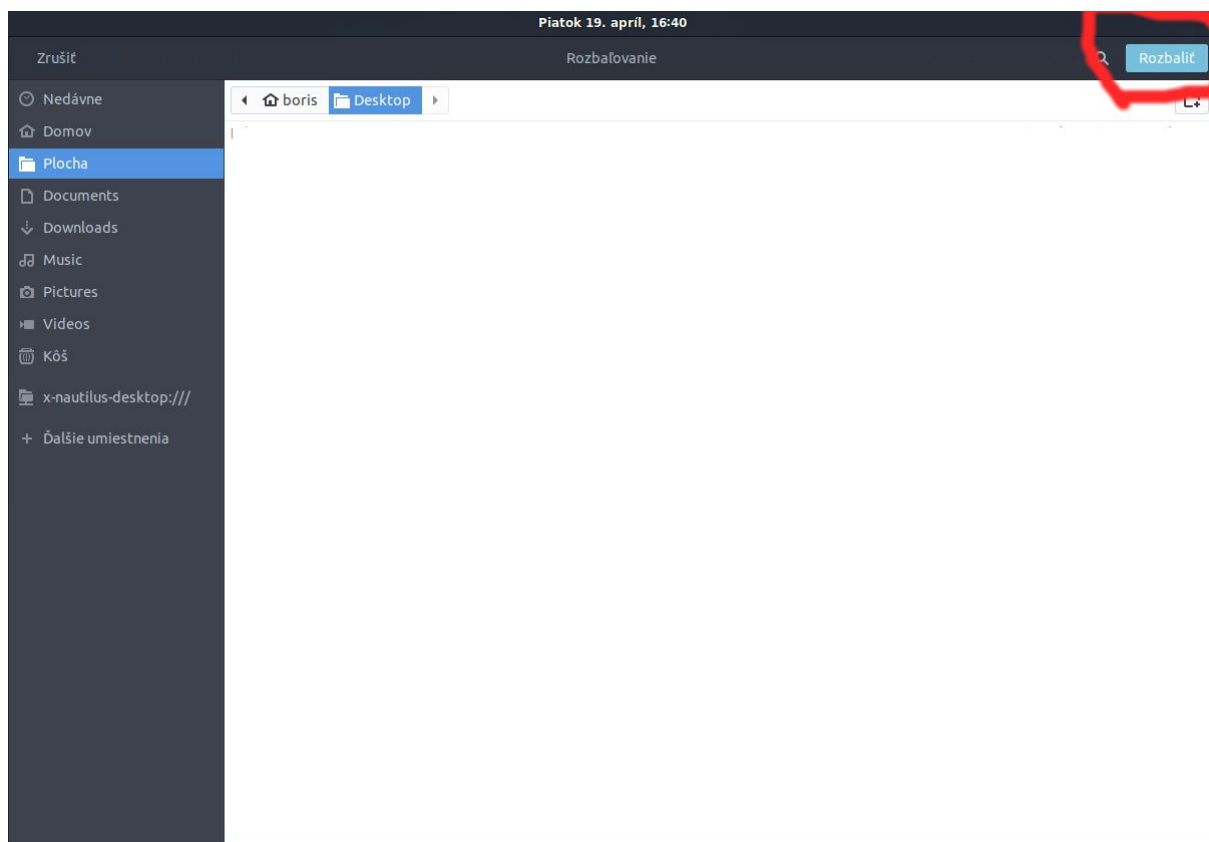 Piatok 19. apríl, 16:40
Zrušiť
Rozbaľovanie
Rozbaliť
Nedávne
boris
Desktop
Domov
Plocha
Documents
Downloads
Music
Pictures
Videos
Kôš
x-nautilus-desktop:///
+ Ďalšie umiestnenia